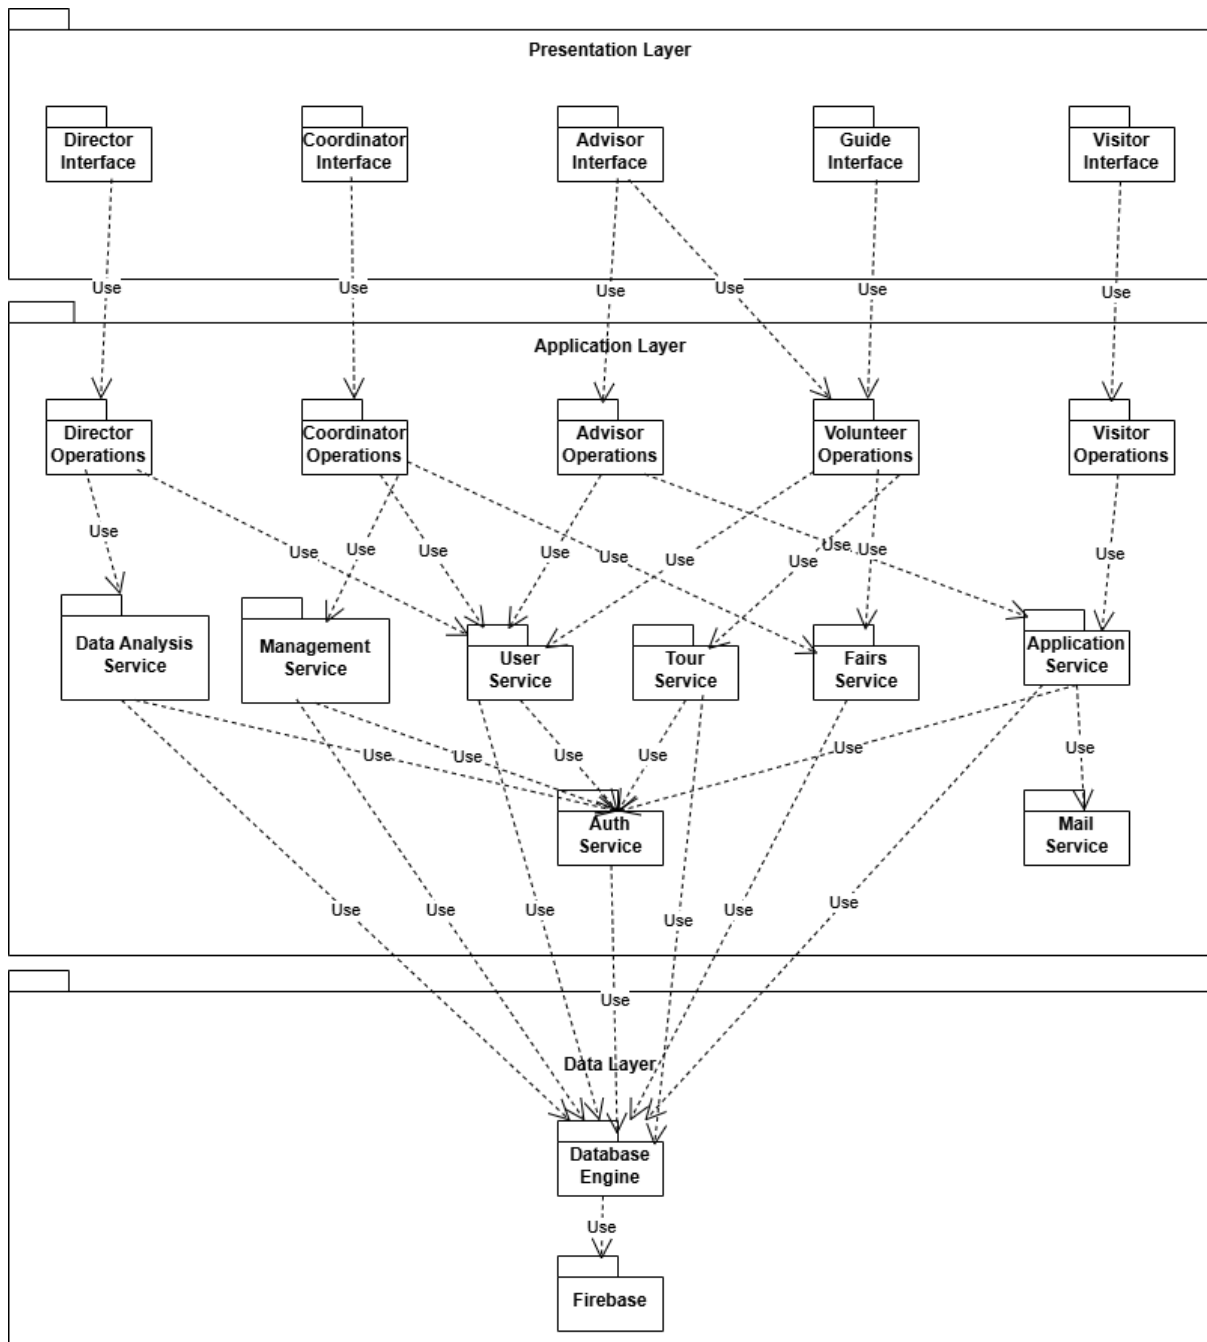 Presentation Layer
Director
Interface
Coordinator
Interface
Advisor
Interface
Guide
Interface
Visitor
Interface
Use
Use
Use
Use
Use
Use
Application Layer
Director
Operations
Coordinator
Operations
Advisor
Operations
Volunteer
Operations
Visitor
Operations
Use
Use
Use
Use
Use
Use
Use
Use
Use
Use
Use
Data Analysis
Service
Management
Service
User
Service
Tour
Service
Fairs
Service
Application
Service
Use
Use
Use
Use
Use
Use
Auth
Service
Mail
Service
Use
Use
Use
Use
Use
Use
Use
Data Layer
Database
Engine
Use
Firebase